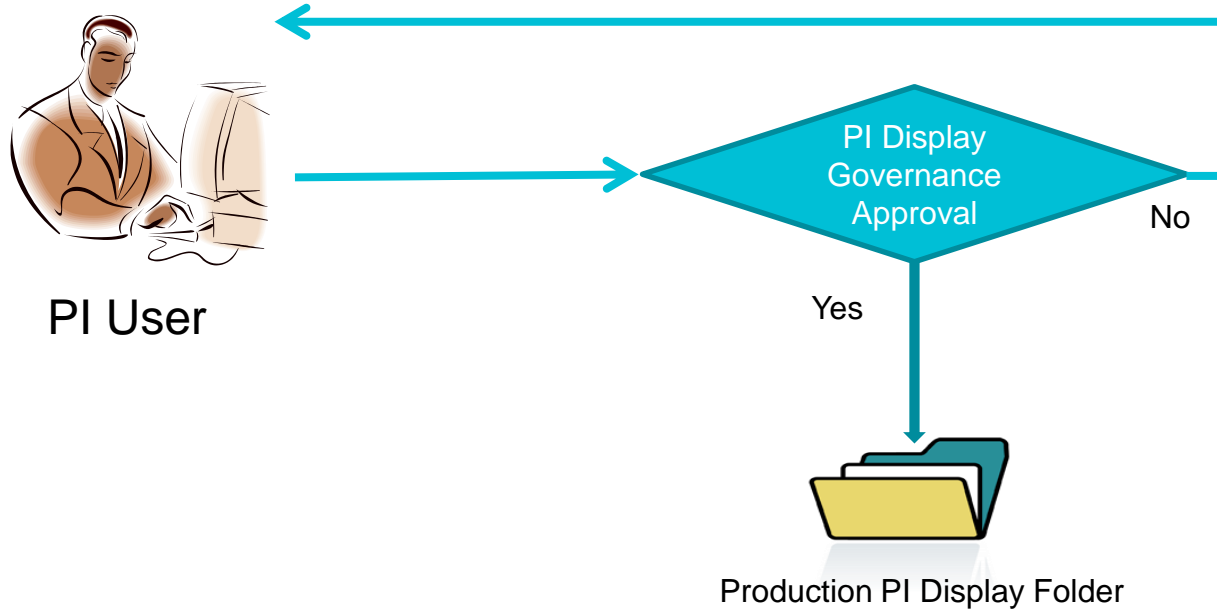 PI Display
Governance
Approval
No
PI User
Yes
Production PI Display Folder